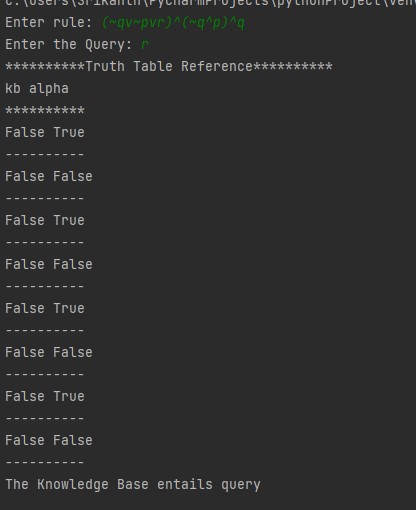 C:\Users\Srikanth\PycharmProjects\pythonProject\venv
Enter rule: (~qv~pvr)^(~q^p)^q
Enter the Query: r
**********Truth Table Reference**********
kb alpha
**********
False True
----------
False False
----------
False True
----------
False False
----------
False True
----------
False False
----------
False True
----------
False False
----------
The Knowledge Base entails query